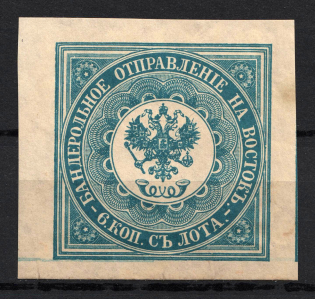 БАНДЕРОЛЬНОЕ ОТПРАВЛЕНІЕ НА ВОСТОКЪ
6 КОП. СЪ ЛОТА